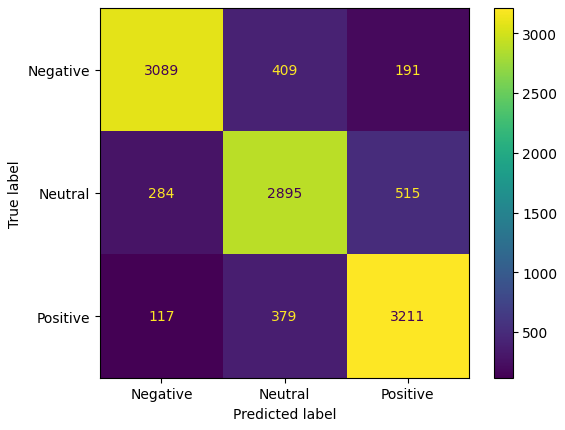 Negative 3089 409 191
Neutral 284 2895 515
Positive 117 379 3211
Negative Neutral Positive
Predicted label
True label
3000
2500
2000
1500
1000
500